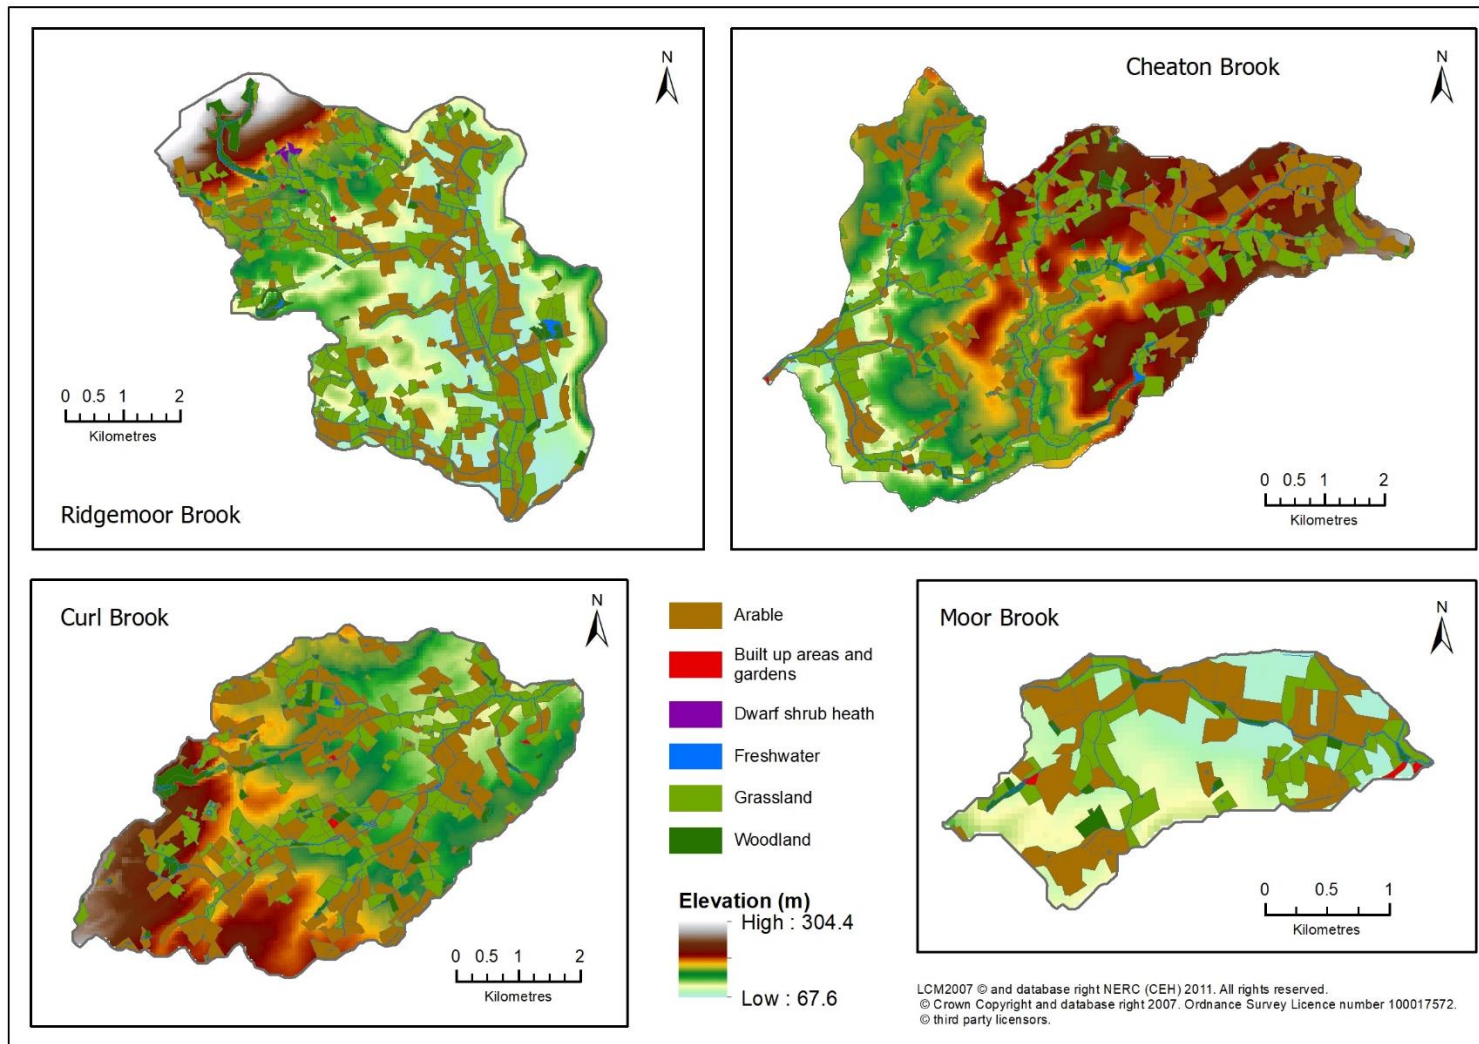 N
Ridgemoor Brook
0 0.5 1 2
Kilometres
N
Cheaton Brook
0 0.5 1 2
Kilometres
N
Curl Brook
0 0.5 1 2
Kilometres
Arable
Built up areas and
gardens
Dwarf shrub heath
Freshwater
Grassland
Woodland
Elevation (m)
High : 304.4
Low : 67.6
N
Moor Brook
0 0.5 1
Kilometres
LCM2007 © and database right NERC (CEH) 2011. All rights reserved.
© Crown Copyright and database right 2007. Ordnance Survey Licence number 100017572.
© third party licensors.